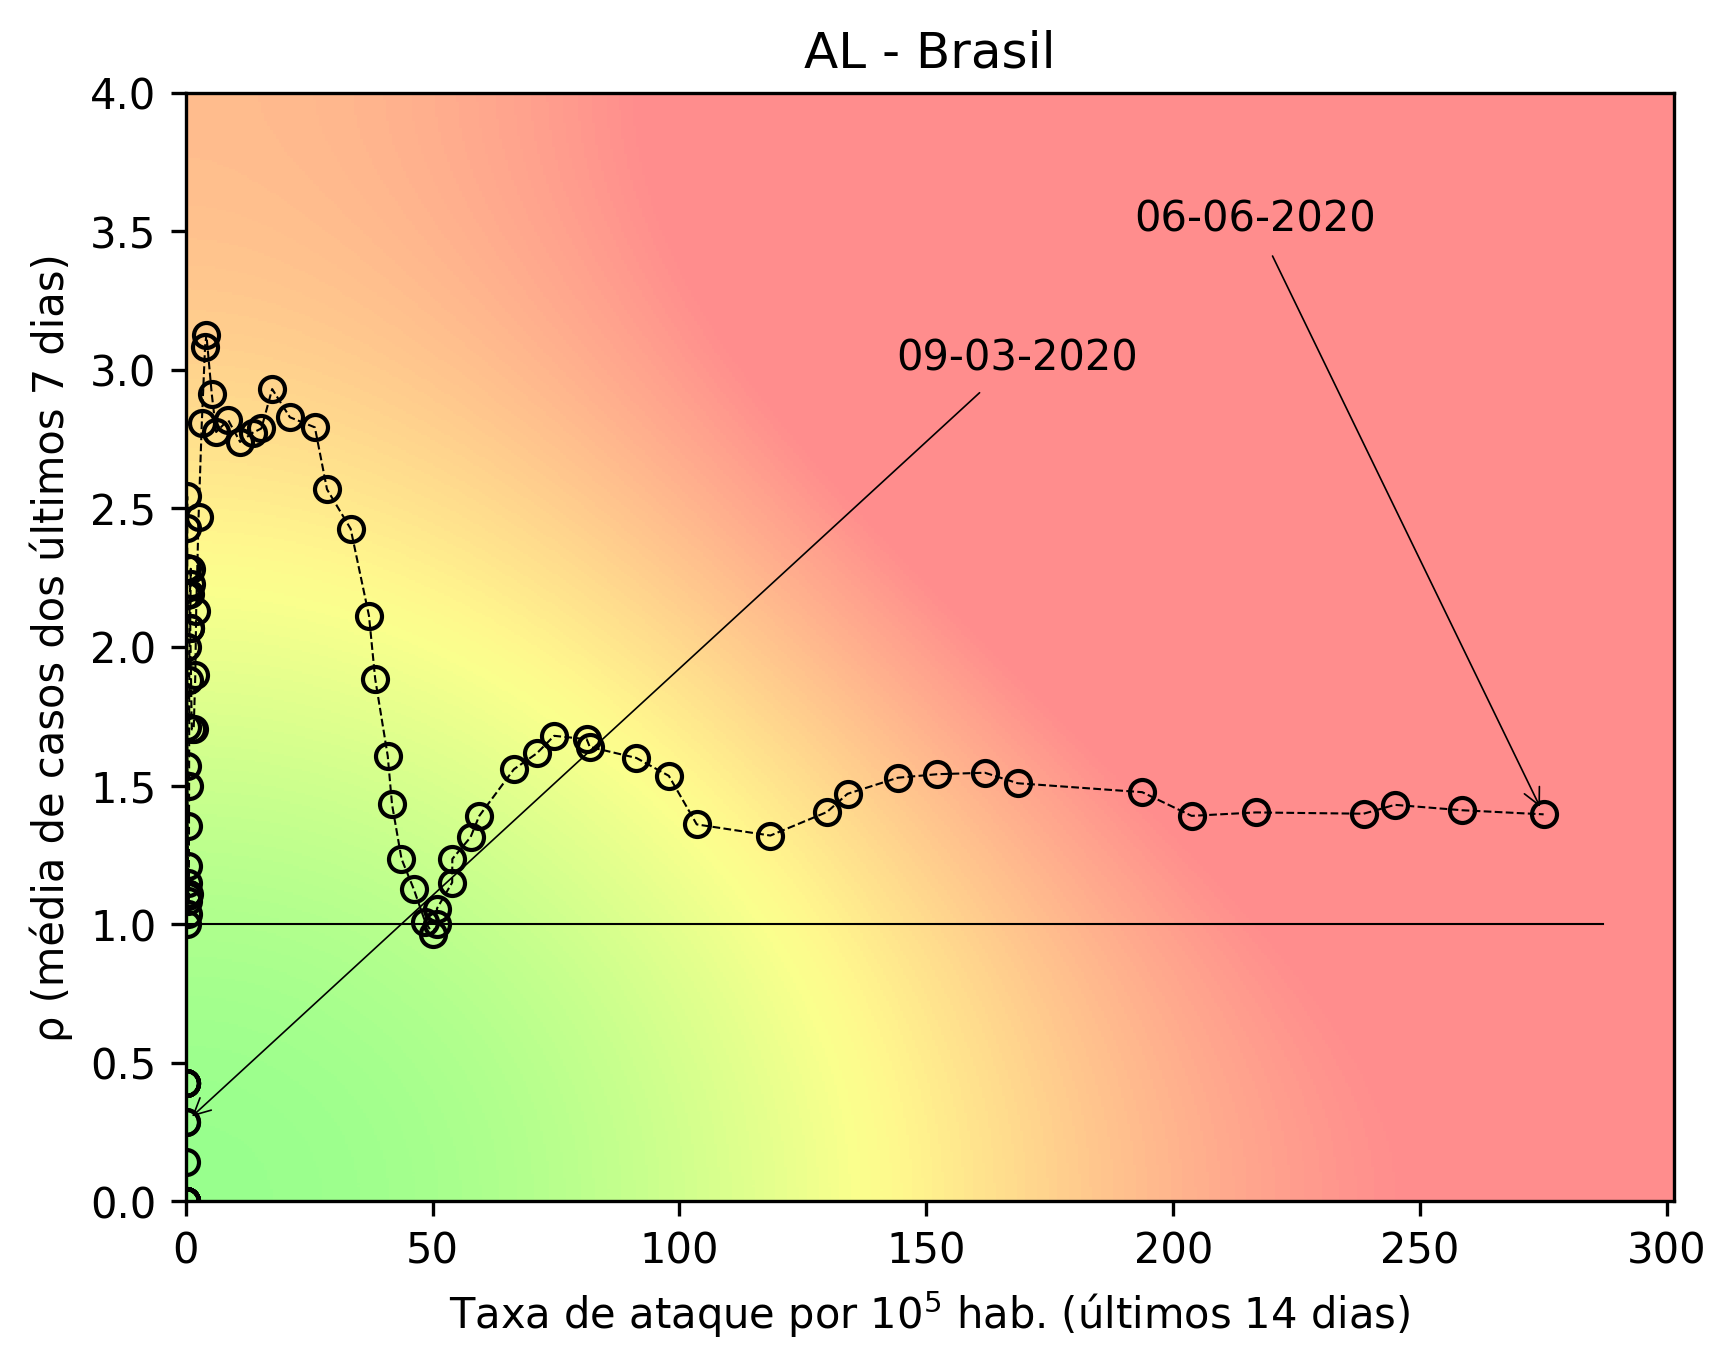 AL - Brasil
4.0
3.5
3.0
2.5
2.0
1.5
1.0
0.5
0.0
ρ (média de casos dos últimos 7 dias)
06-06-2020
09-03-2020
0 50 100 150 200 250 300
Taxa de ataque por 10⁵ hab. (últimos 14 dias)